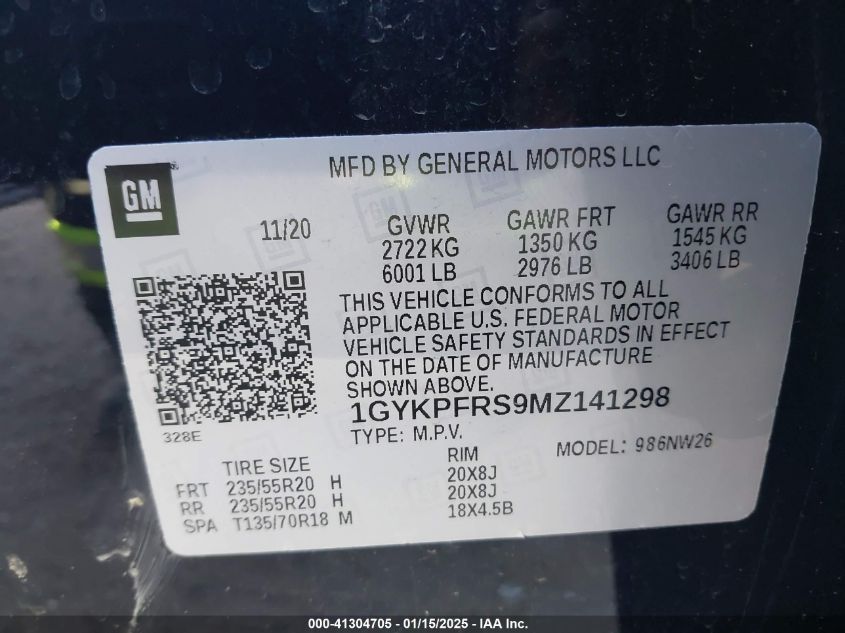 MFD BY GENERAL MOTORS LLC
GM
11/20
GVWR
2722 KG
6001 LB
GAWR FRT
1350 KG
2976 LB
GAWR RR
1545 KG
3406 LB
THIS VEHICLE CONFORMS TO ALL
APPLICABLE U.S. FEDERAL MOTOR
VEHICLE SAFETY STANDARDS IN EFFECT
ON THE DATE OF MANUFACTURE
SHOWN ABOVE.
1GYKPFRS9MZ141298
TYPE: M.P.V.
MODEL: 986NW26
328E
TIRE SIZE RIM
FRT 235/55R20 H 20X8J
RR 235/55R20 H 20X8J
SPA T135/70R18 M 18X4.5B
000-41304705 - 01/15/2025 - IAA Inc.